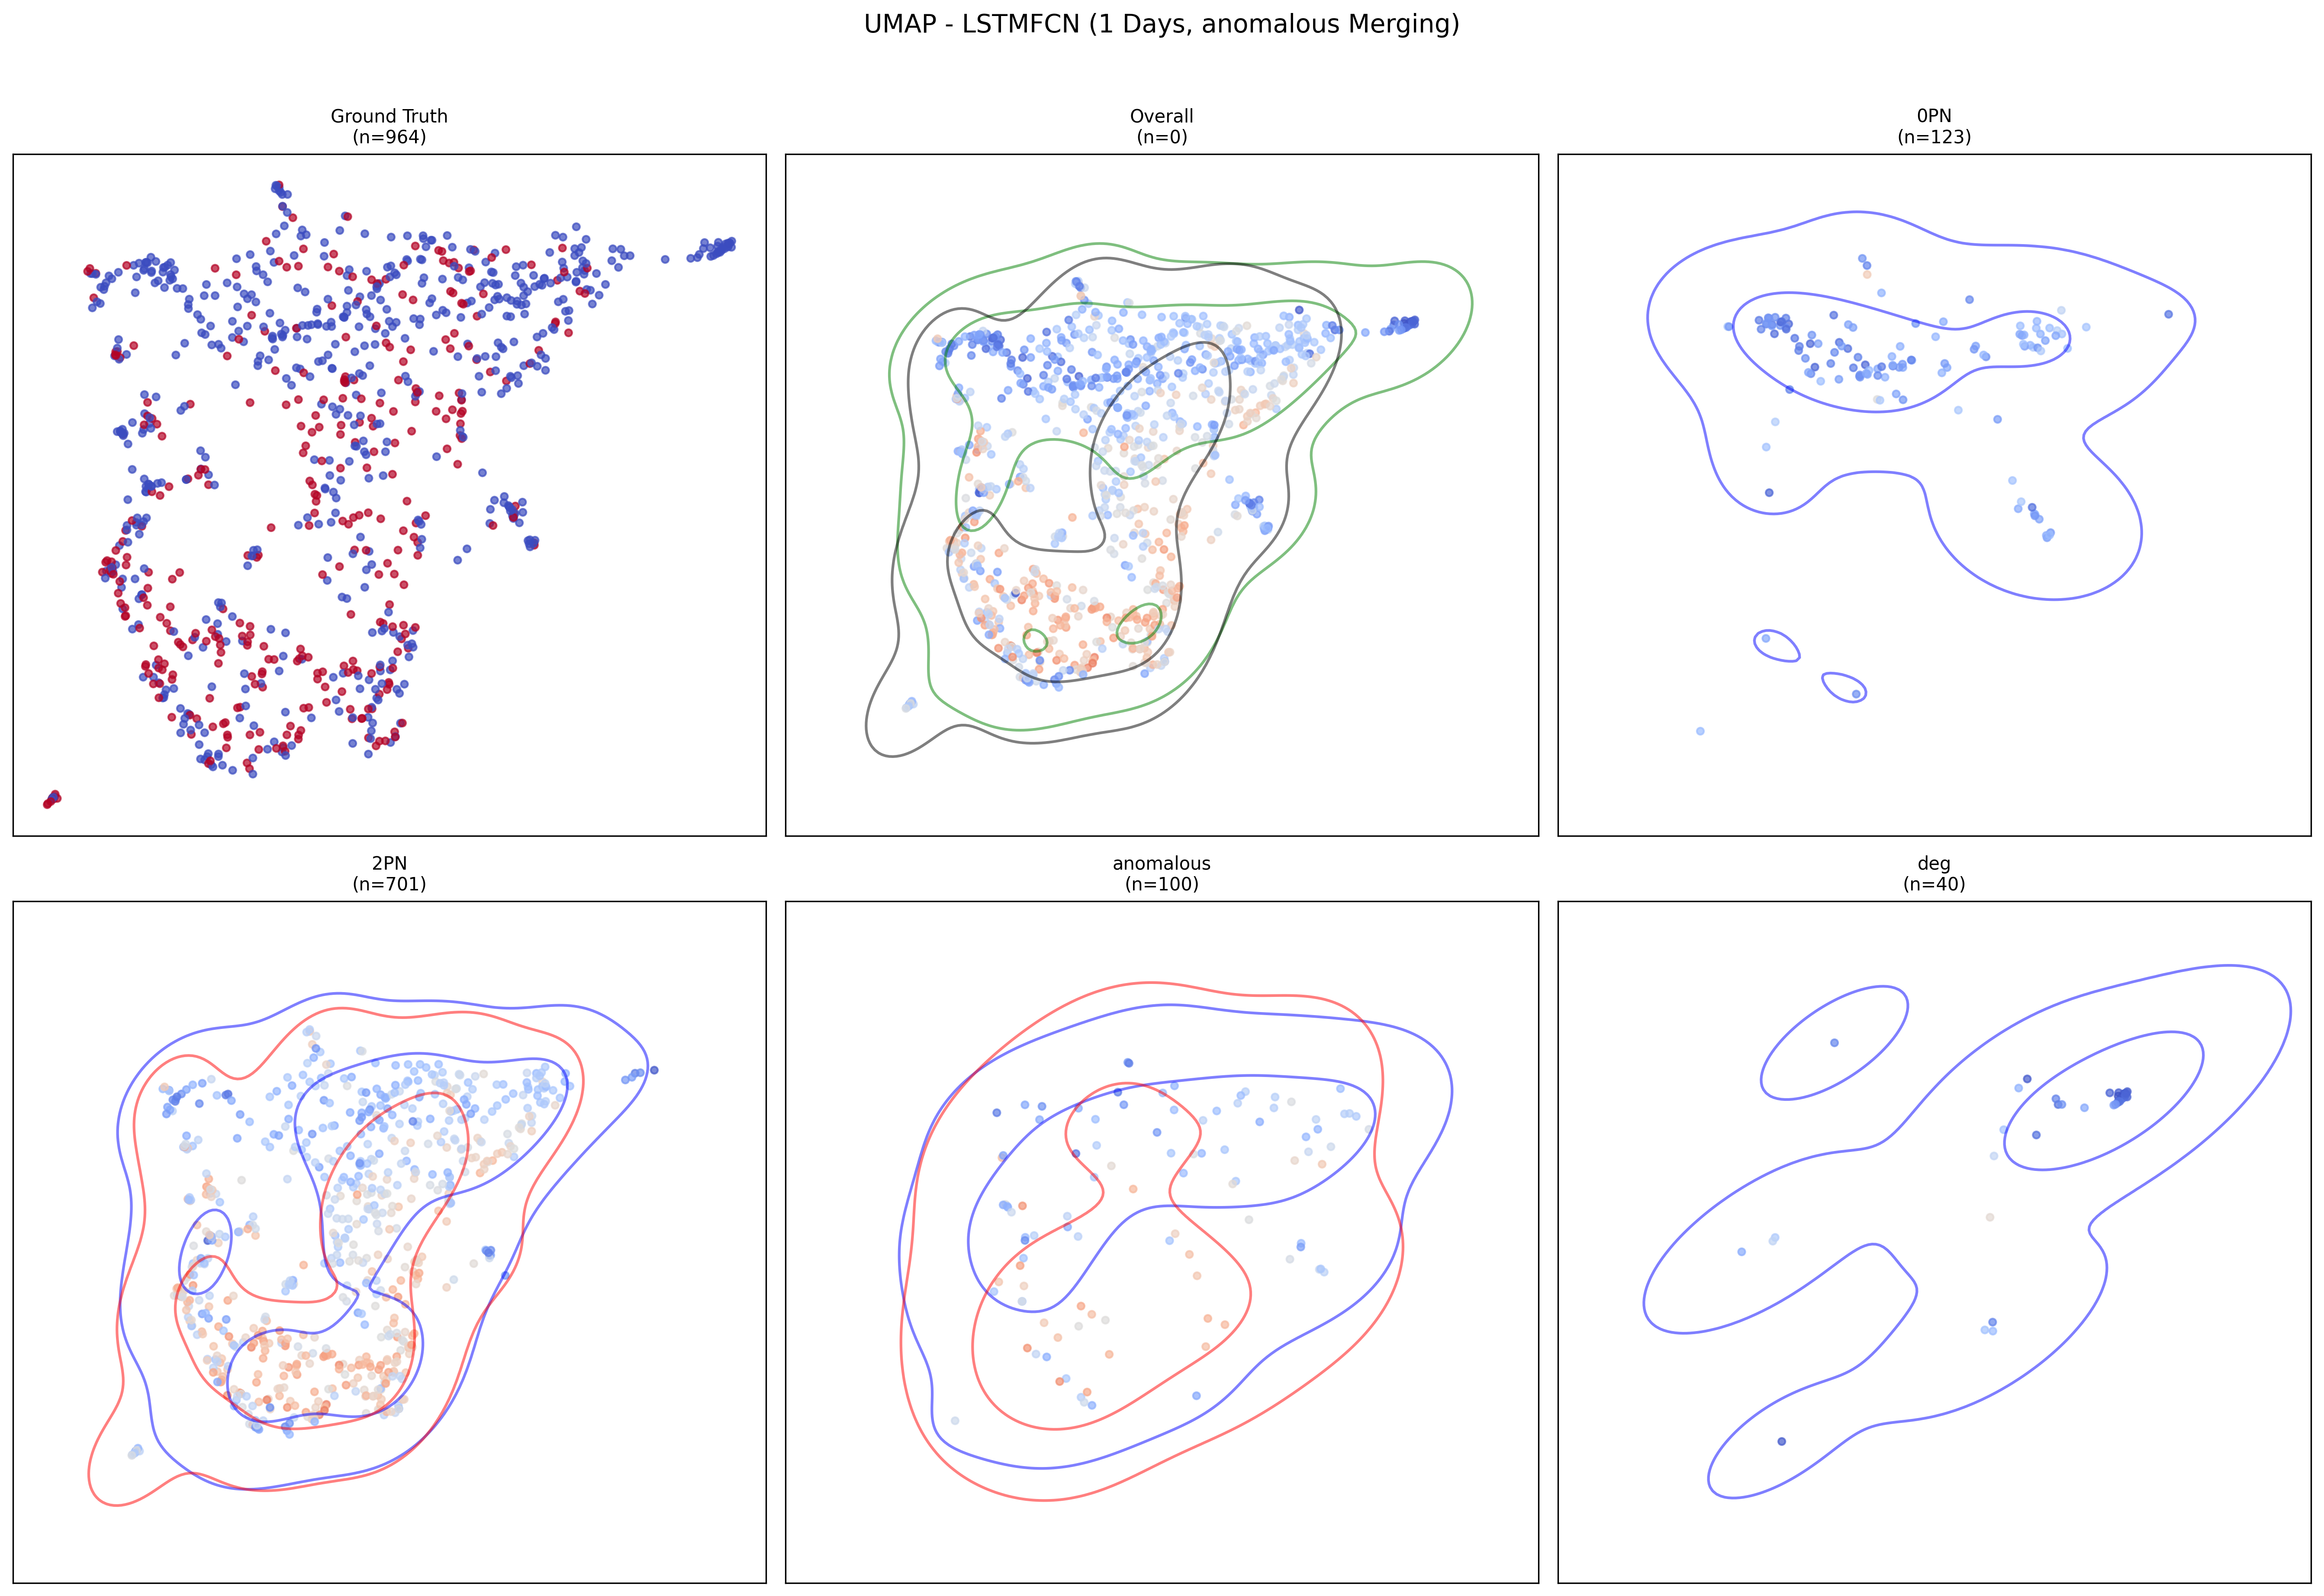 UMAP - LSTMFCN (1 Days, anomalous Merging)
Ground Truth
(n=964)
Overall
(n=0)
0PN
(n=123)
2PN
(n=701)
anomalous
(n=100)
deg
(n=40)